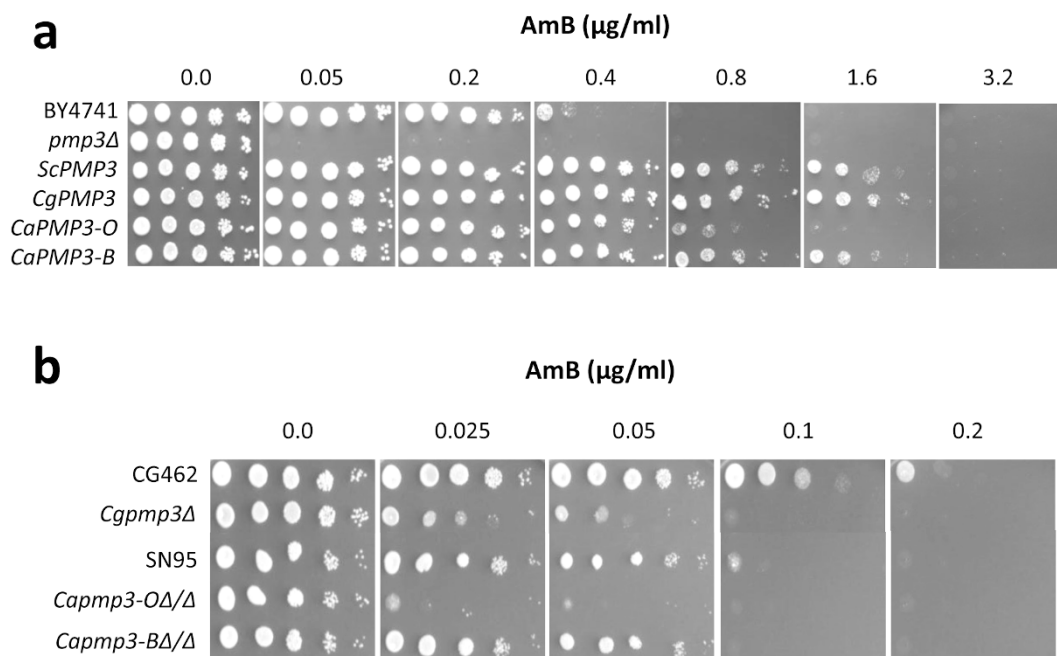 a
AmB (µg/ml)
0.0 0.05 0.2 0.4 0.8 1.6 3.2
BY4741
pmp3Δ
ScPMP3
CgPMP3
CaPMP3-O
CaPMP3-B
b
AmB (µg/ml)
0.0 0.025 0.05 0.1 0.2
CG462
Cgpmp3Δ
SN95
Capmp3-OΔ/Δ
Capmp3-BΔ/Δ